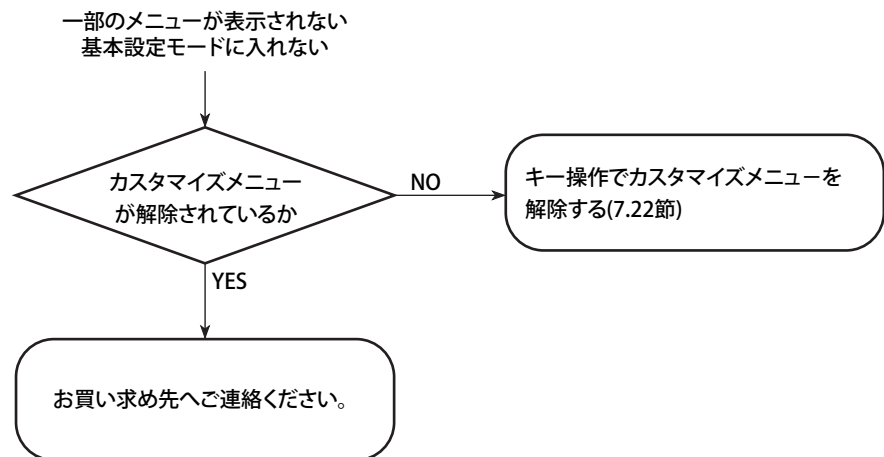 一部のメニューが表示されない
基本設定モードに入れない
カスタマイズメニュー
が解除されているか
NO
キー操作でカスタマイズメニューを
解除する(7.22節)
YES
お買い求め先へご連絡ください。